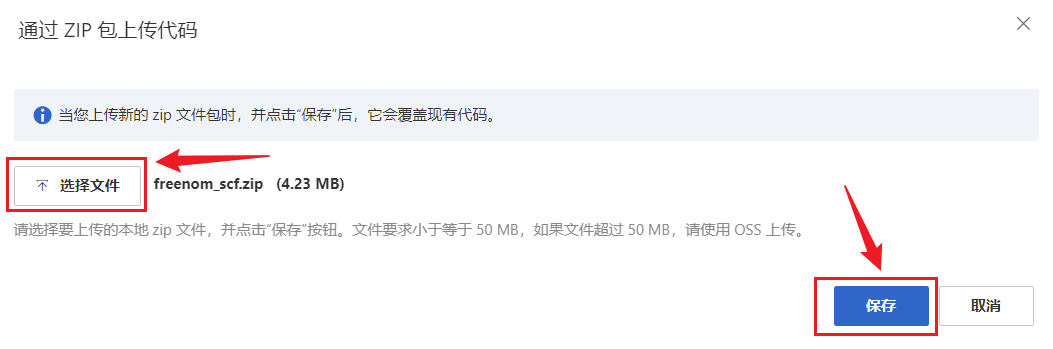 通过 ZIP 包上传代码
当您上传新的 zip 文件包时，并点击“保存”后，它会覆盖现有代码。
选择文件 freenom_scf.zip (4.23 MB)
请选择要上传的本地 zip 文件，并点击“保存”按钮。文件要求小于等于 50 MB，如果文件超过 50 MB，请使用 OSS 上传。
保存 取消